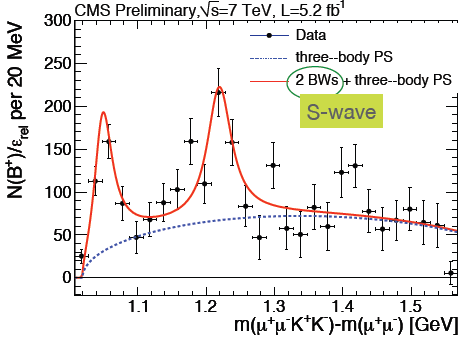 CMS Preliminary,√s=7 TeV, L=5.2 fb⁻¹
Data
three--body PS
2 BWs + three--body PS
S-wave
N(B⁺)/ε_rel per 20 MeV
300
250
200
150
100
50
0
1.1 1.2 1.3 1.4 1.5
m(μ⁺μ⁻K⁺K⁻)-m(μ⁺μ⁻) [GeV]